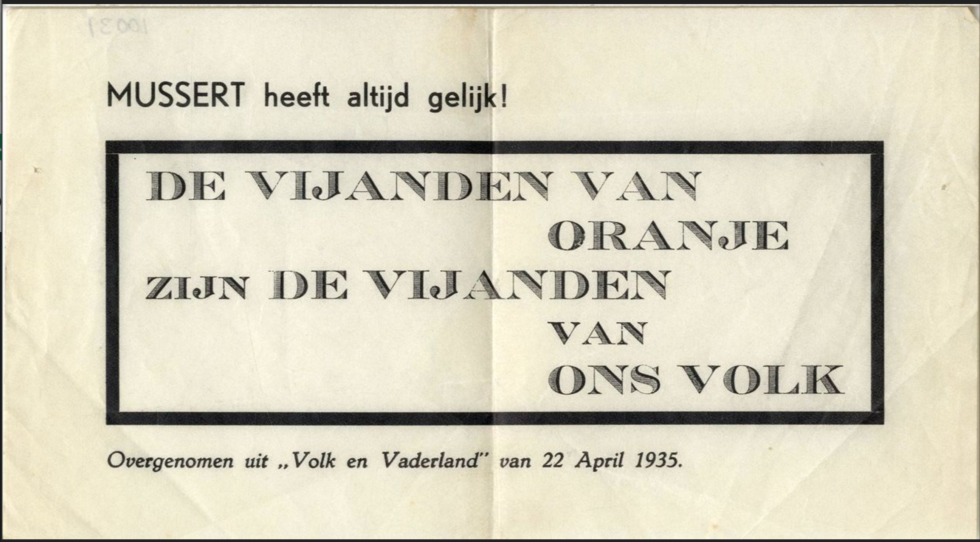 MUSSERT heeft altijd gelijk!
DE VIJANDEN VAN
ORANJE
ZIJN DE VIJANDEN
VAN
ONS VOLK
Overgenomen uit „Volk en Vaderland" van 22 April 1935.